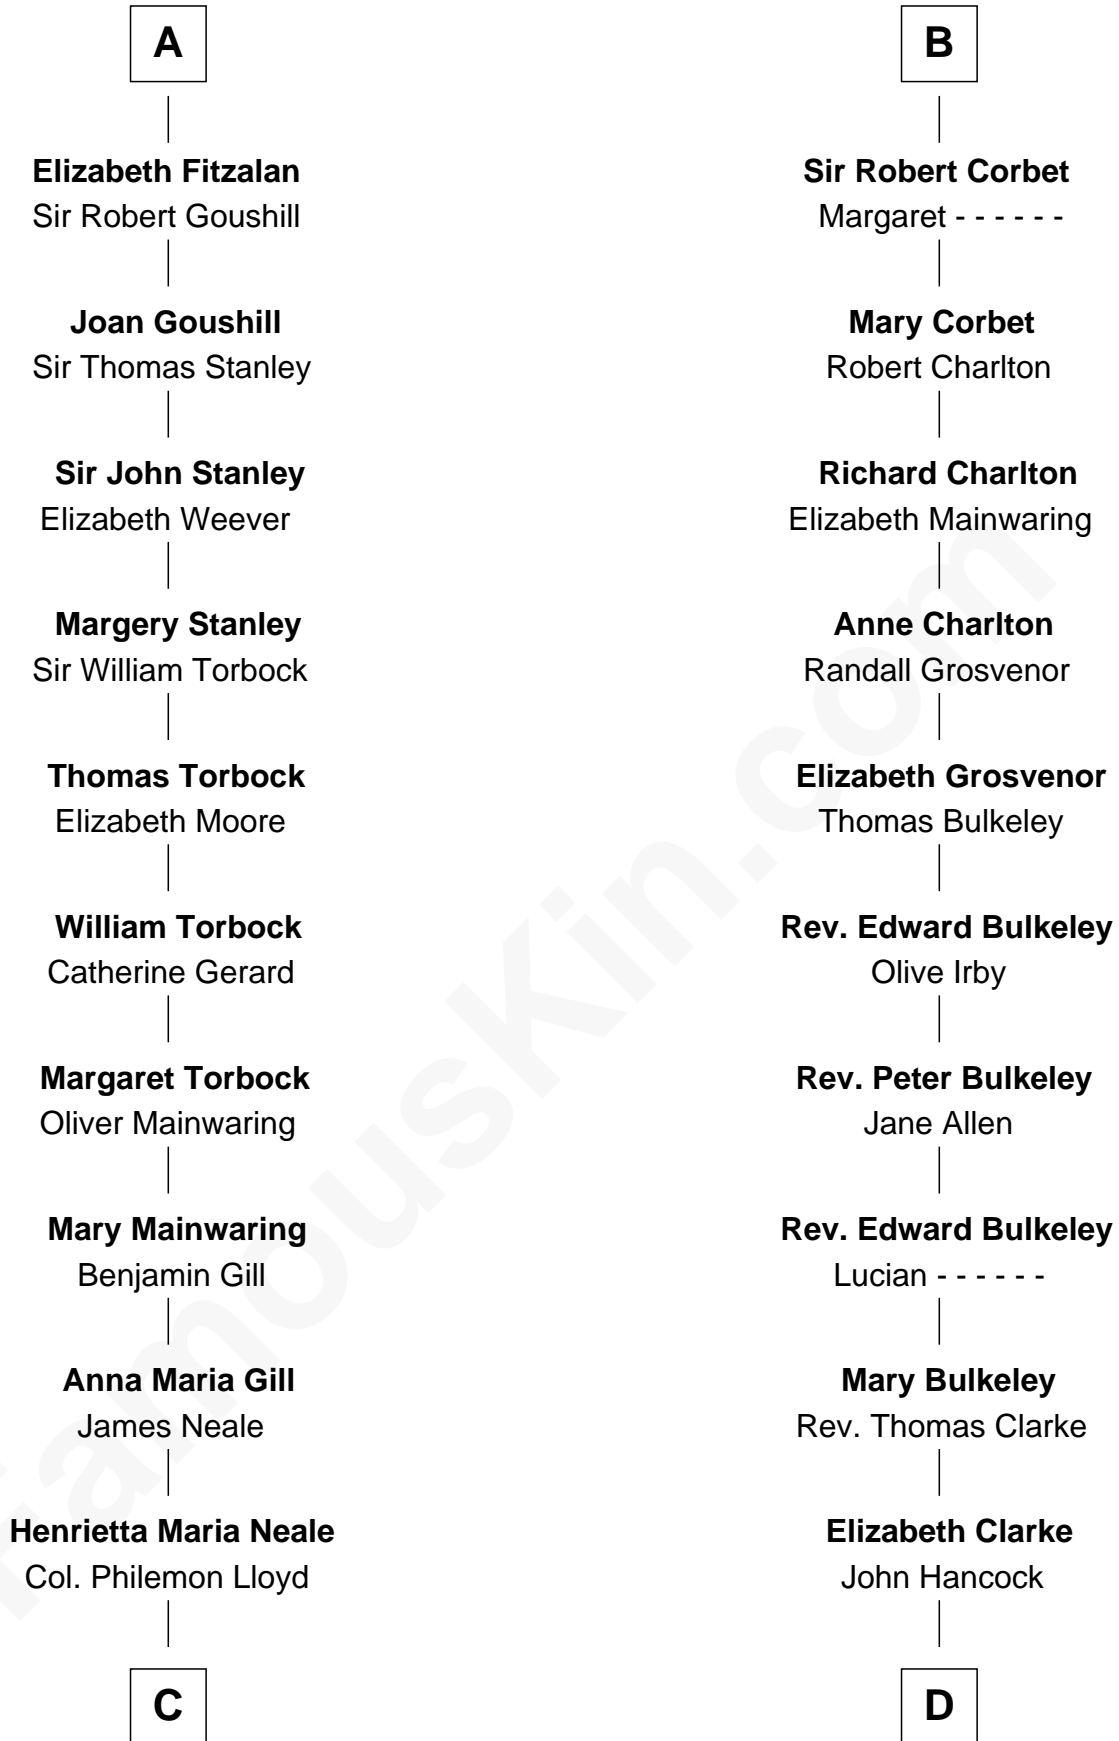 A
Elizabeth Fitzalan
Sir Robert Goushill
Joan Goushill
Sir Thomas Stanley
Sir John Stanley
Elizabeth Weever
Margery Stanley
Sir William Torbock
Thomas Torbock
Elizabeth Moore
William Torbock
Catherine Gerard
Margaret Torbock
Oliver Mainwaring
Mary Mainwaring
Benjamin Gill
Anna Maria Gill
James Neale
Henrietta Maria Neale
Col. Philemon Lloyd
C
B
Sir Robert Corbet
Margaret - - - - - -
Mary Corbet
Robert Charlton
Richard Charlton
Elizabeth Mainwaring
Anne Charlton
Randall Grosvenor
Elizabeth Grosvenor
Thomas Bulkeley
Rev. Edward Bulkeley
Olive Irby
Rev. Peter Bulkeley
Jane Allen
Rev. Edward Bulkeley
Lucian - - - - - -
Mary Bulkeley
Rev. Thomas Clarke
Elizabeth Clarke
John Hancock
D
FamousKin.com